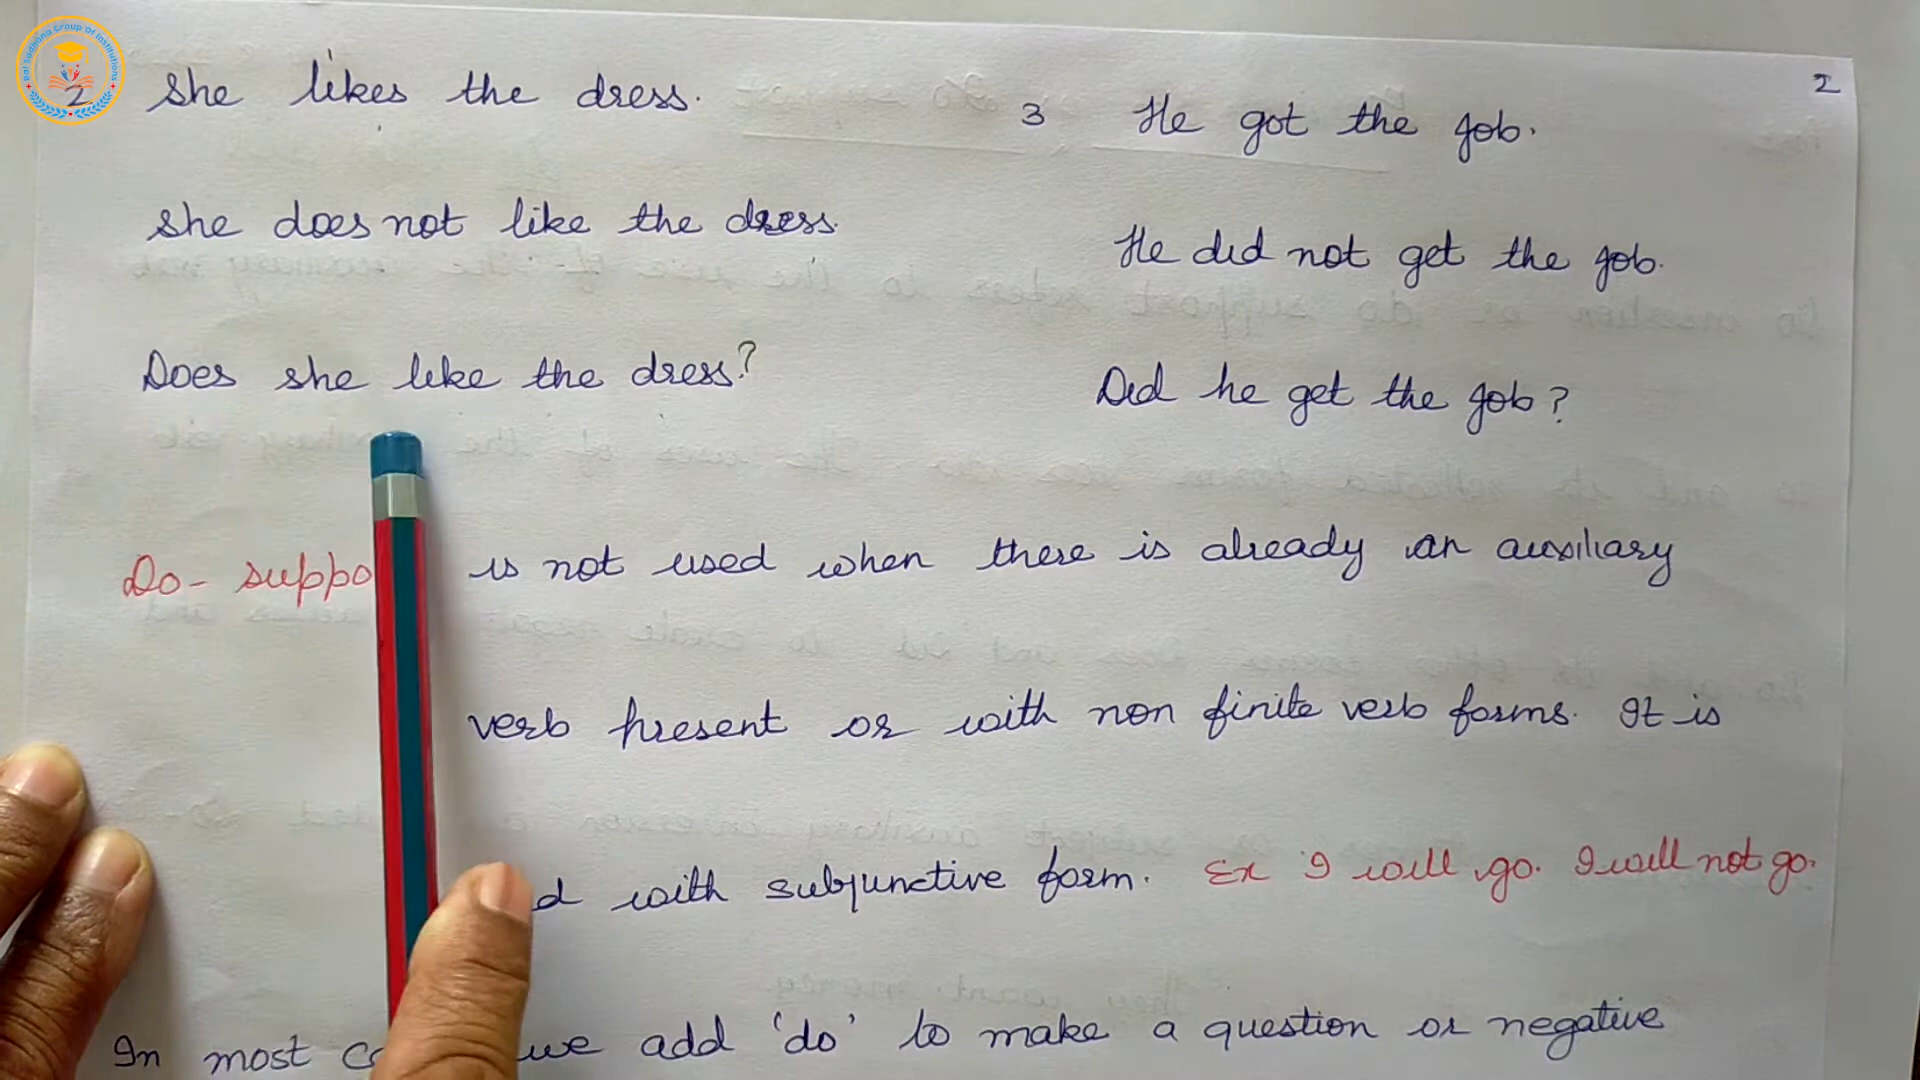 2
2 She likes the dress.
3 He got the job.
She does not like the dress.
He did not get the job.
Does she like the dress?
Did he get the job?
Do- suppo is not used when there is already an auxiliary
verb present or with non finite verb forms. It is
d with subjunctive form. Ex I will go. I will not go.
In most we add 'do' to make a question or negative